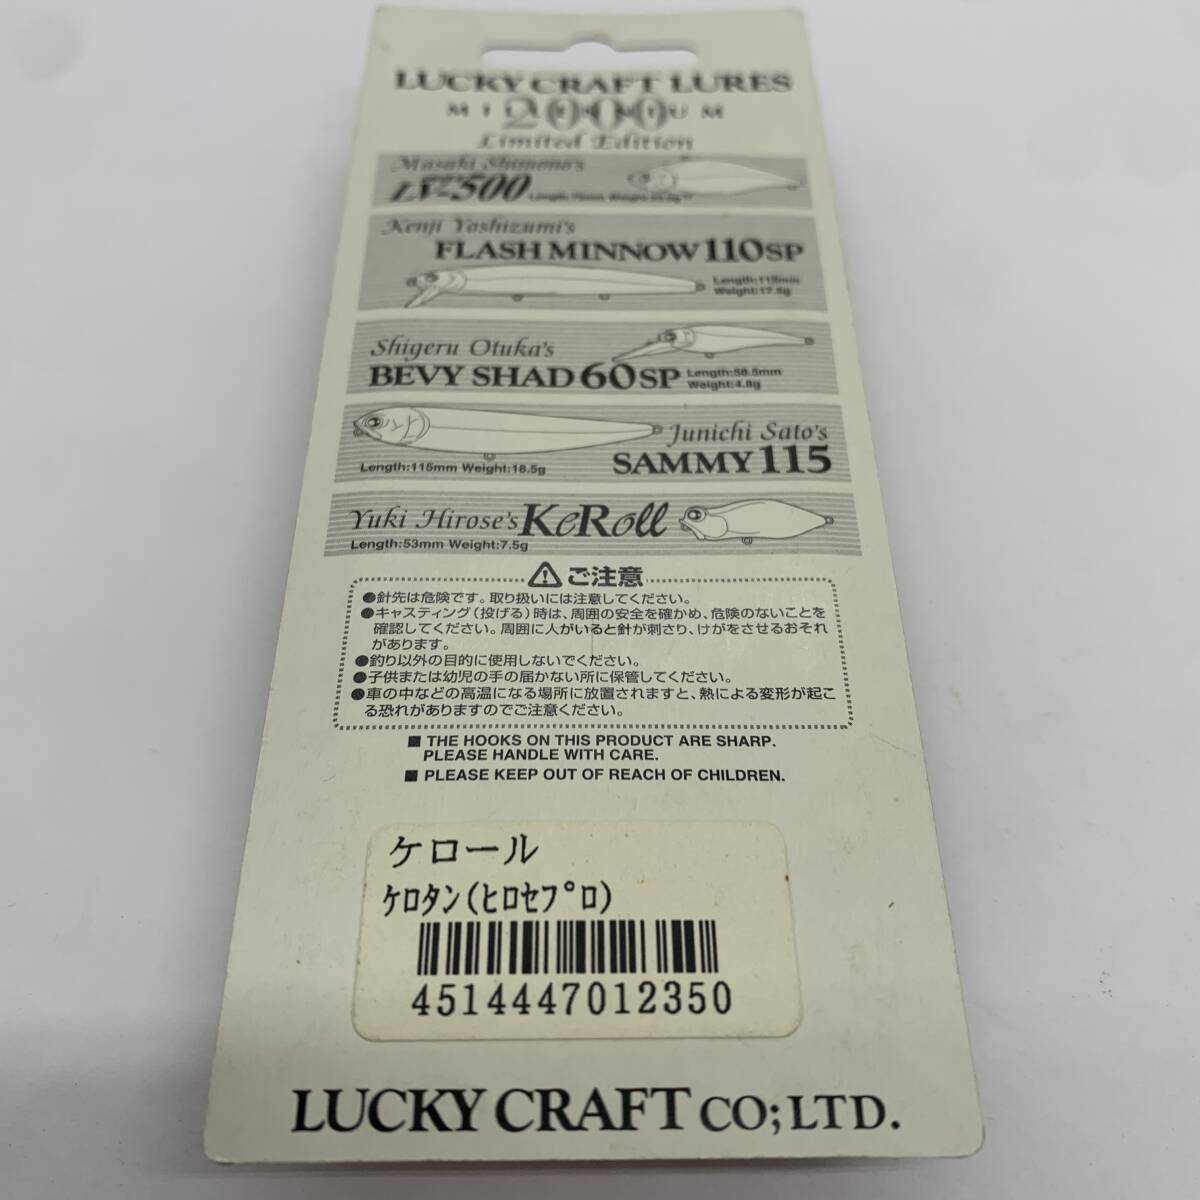 LUCKY CRAFT LURES
2000
MILLENNIUM
Limited Edition
Masaki Shimono's
LV-500
Kenji Yoshizumi's
FLASH MINNOW 110SP
Length:115mm
Weight:17.5g
Shigeru Otuka's
BEVY SHAD 60SP
Length:58.5mm
Weight:4.8g
Junichi Sato's
SAMMY 115
Length:115mm Weight:18.5g
Yuki Hirose's KeRoll
Length:53mm Weight:7.5g
ご注意
●針先は危険です。取り扱いには注意してください。
●キャスティング(投げる)時は、周囲の安全を確かめ、危険のないことを
確認してください。周囲に人がいると針が刺さり、けがをさせるおそれ
があります。
●釣り以外の目的に使用しないでください。
●子供または幼児の手の届かない所に保管してください。
●車の中などの高温になる場所に放置されますと、熱による変形が起こ
る恐れがありますのでご注意ください。
■ THE HOOKS ON THIS PRODUCT ARE SHARP.
PLEASE HANDLE WITH CARE.
■ PLEASE KEEP OUT OF REACH OF CHILDREN.
ケロール
ｹﾛﾀﾝ(ﾋﾛｾﾌﾟﾛ)
4514447012350
LUCKY CRAFT CO;LTD.